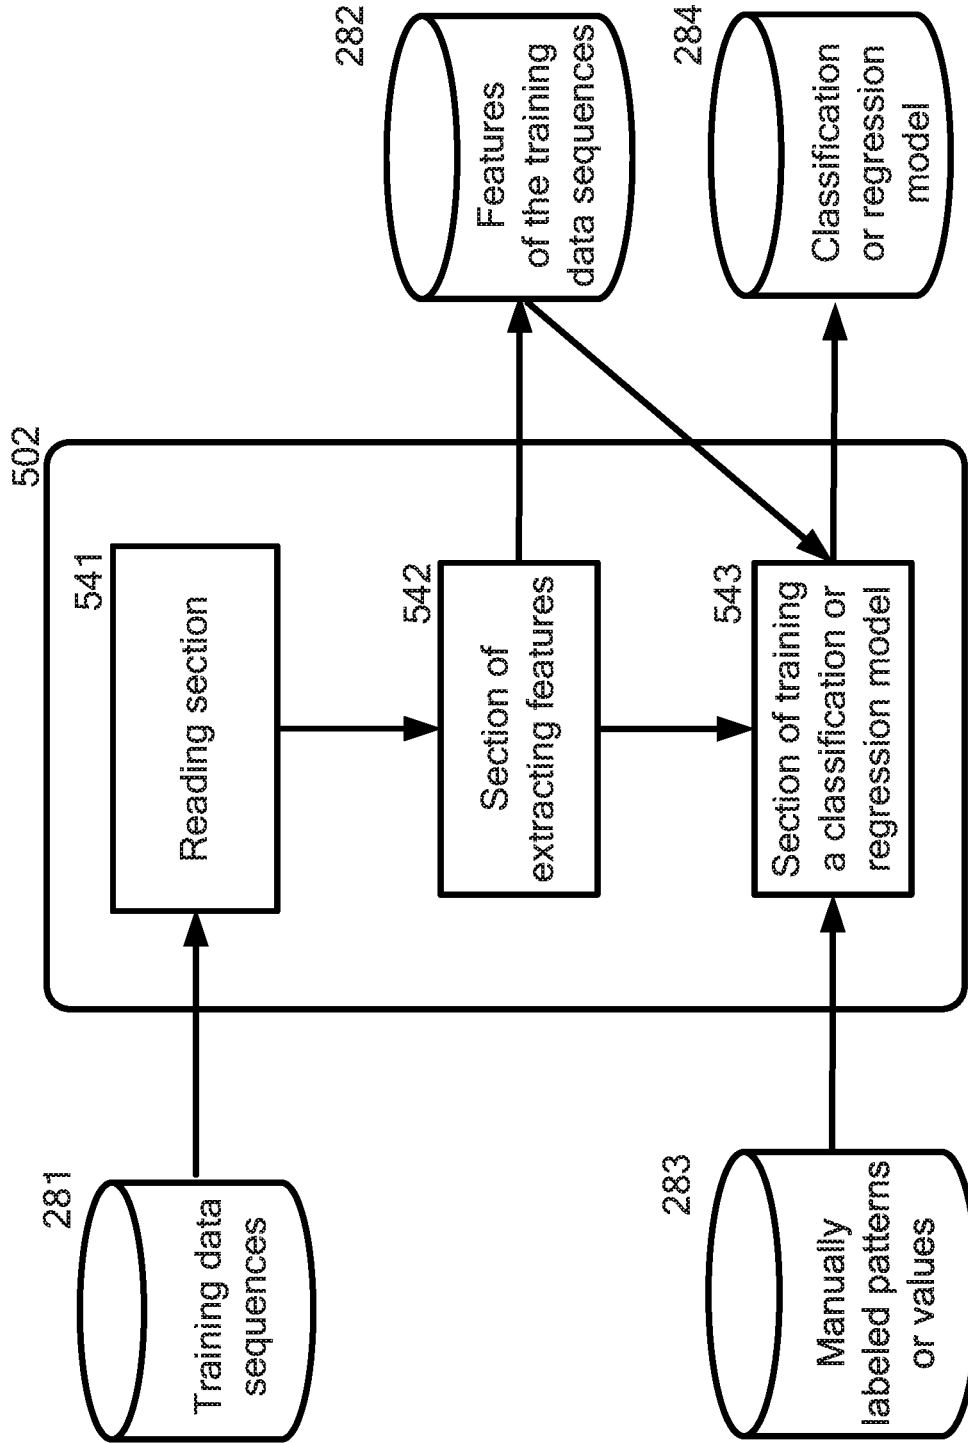 502
281
Training data
sequences
541
Reading section
282
Features
of the training
data sequences
542
Section of
extracting features
283
Manually
labeled patterns
or values
543
Section of training
a classification or
regression model
284
Classification
or regression
model